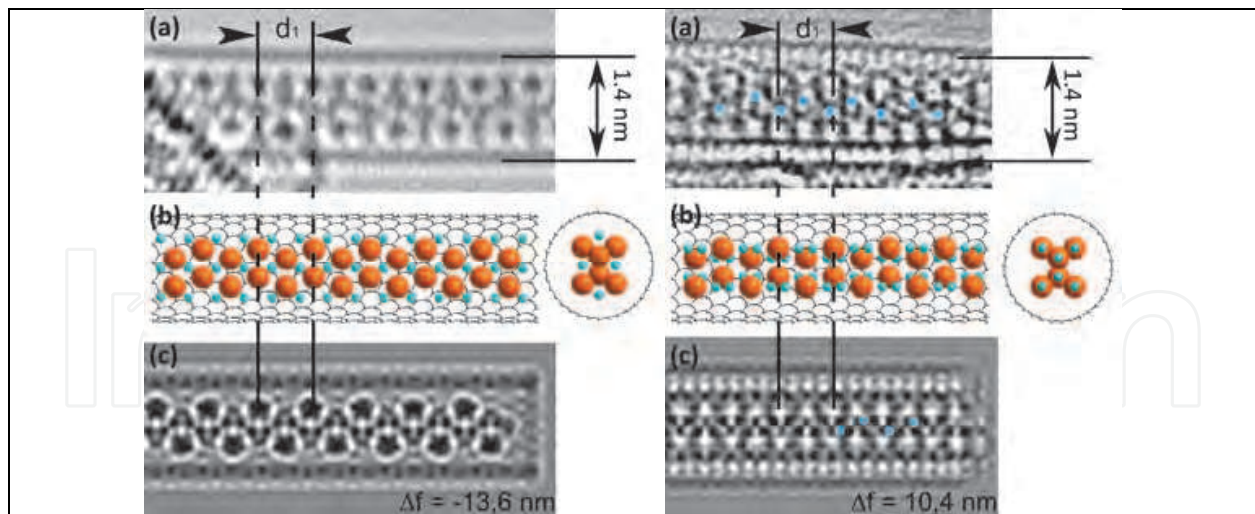 (a)
d₁
1.4 nm
(b)
(c)
Δf = -13,6 nm
(a)
d₁
1.4 nm
(b)
(c)
Δf = 10,4 nm